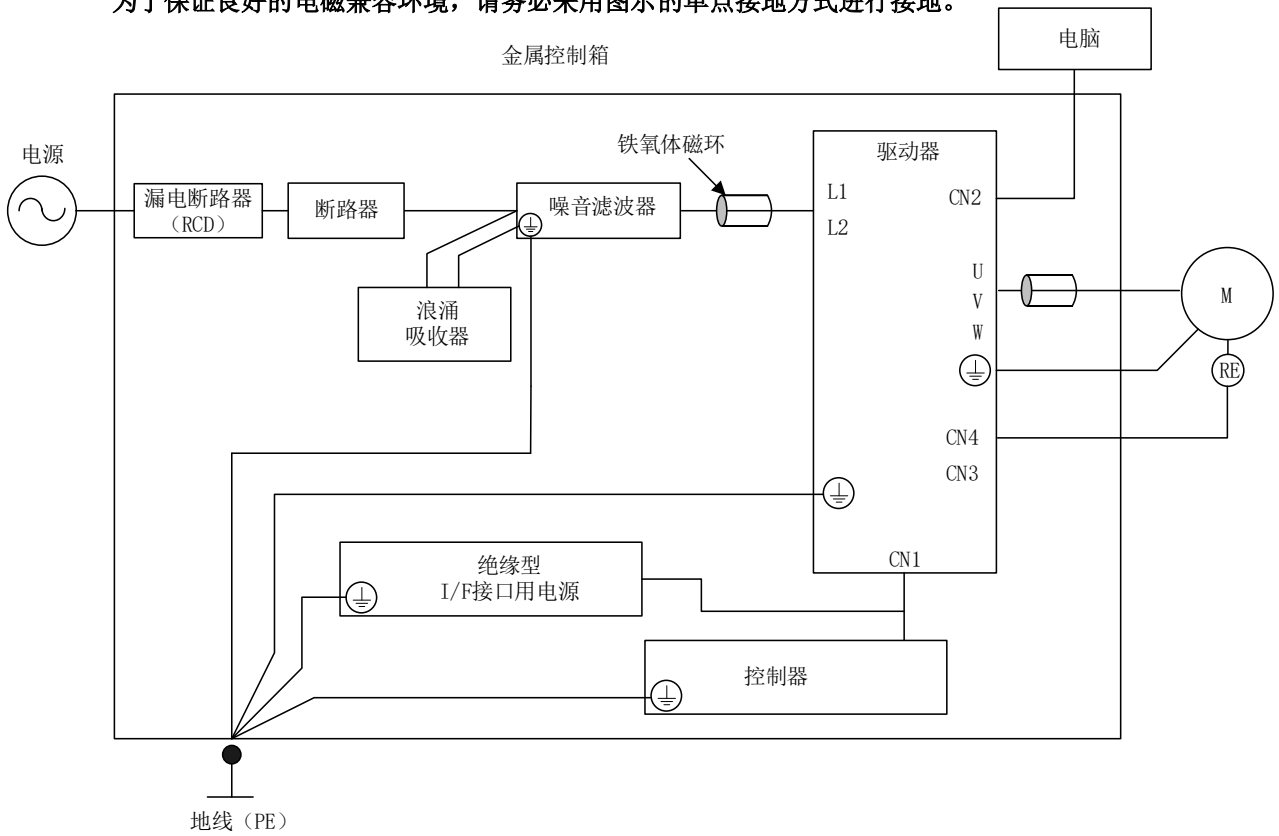 为了保证良好的电磁兼容环境，请务必采用图示的单点接地方式进行接地。
电脑
金属控制箱
电源
漏电断路器
（RCD）
断路器
噪音滤波器
铁氧体磁环
浪涌
吸收器
驱动器
L1
L2
CN2
U
V
W
M
RE
CN4
CN3
CN1
绝缘型
I/F接口用电源
控制器
地线（PE）